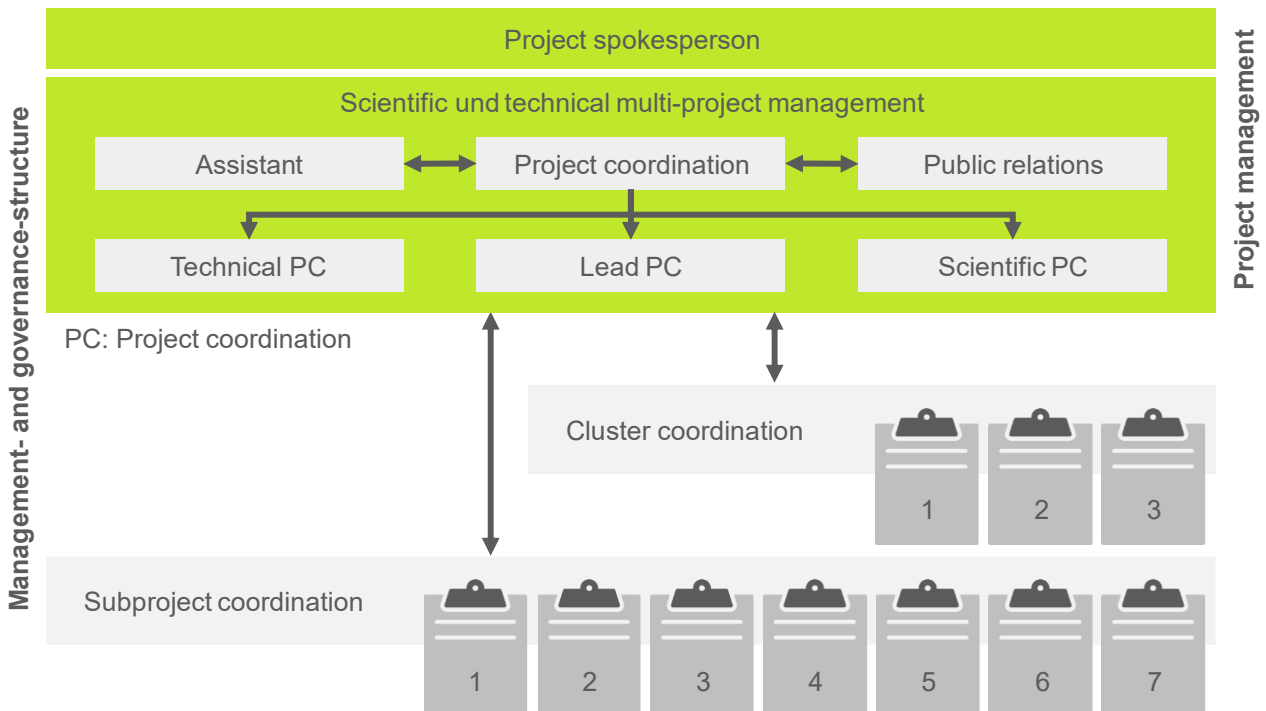 Project spokesperson
Scientific und technical multi-project management
Assistant
Project coordination
Public relations
Technical PC
Lead PC
Scientific PC
PC: Project coordination
Cluster coordination
1
2
3
Subproject coordination
1
2
3
4
5
6
7
Management- and governance-structure
Project management